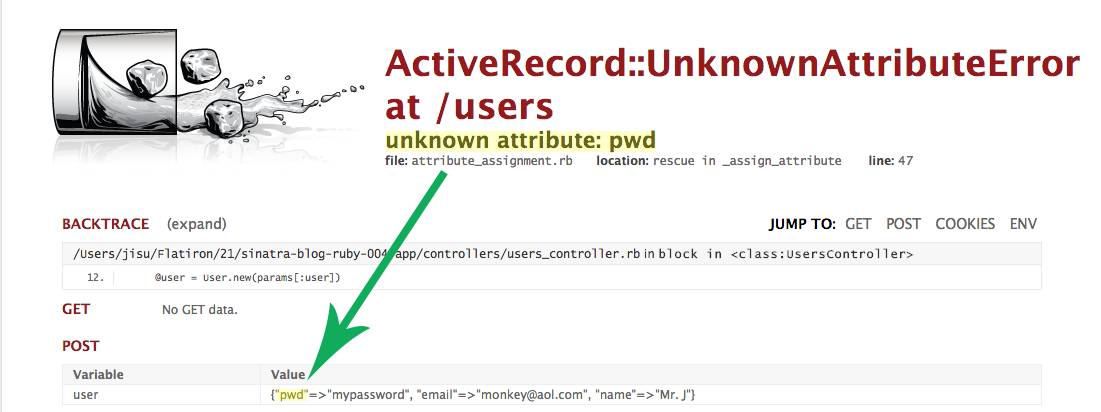 ActiveRecord::UnknownAttributeError
at /users
unknown attribute: pwd
file: attribute_assignment.rb location: rescue in _assign_attribute line: 47
BACKTRACE (expand) JUMP TO: GET POST COOKIES ENV
/Users/jisu/Flatiron/21/sinatra-blog-ruby-004/app/controllers/users_controller.rb in block in <class:UsersController>
12. @user = User.new(params[:user])
GET No GET data.
POST
Variable Value
user {"pwd"=>"mypassword", "email"=>"monkey@aol.com", "name"=>"Mr. J"}